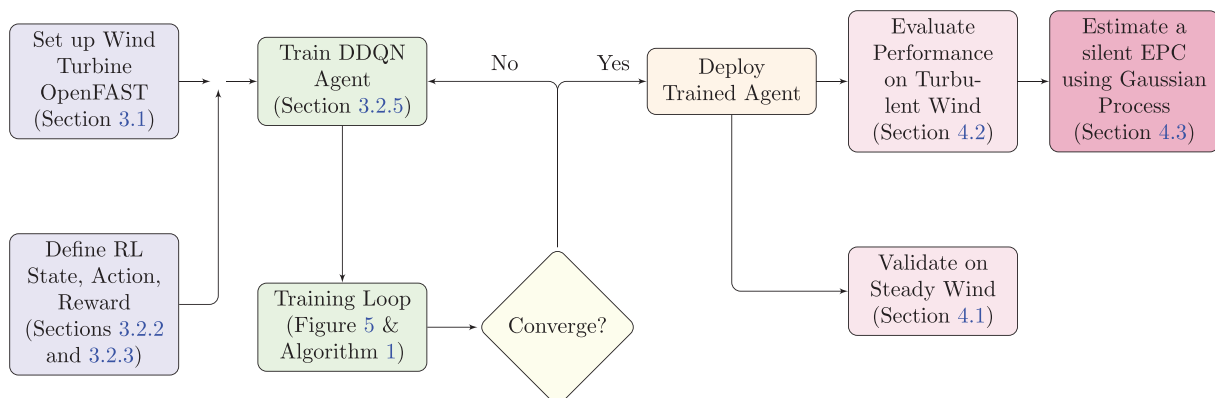 Set up Wind
Turbine
OpenFAST
(Section 3.1)
Define RL
State, Action,
Reward
(Sections 3.2.2
and 3.2.3)
Train DDQN
Agent
(Section 3.2.5)
Training Loop
(Figure 5 &
Algorithm 1)
Converge?
No
Yes
Deploy
Trained Agent
Evaluate
Performance
on Turbu-
lent Wind
(Section 4.2)
Estimate a
silent EPC
using Gaussian
Process
(Section 4.3)
Validate on
Steady Wind
(Section 4.1)